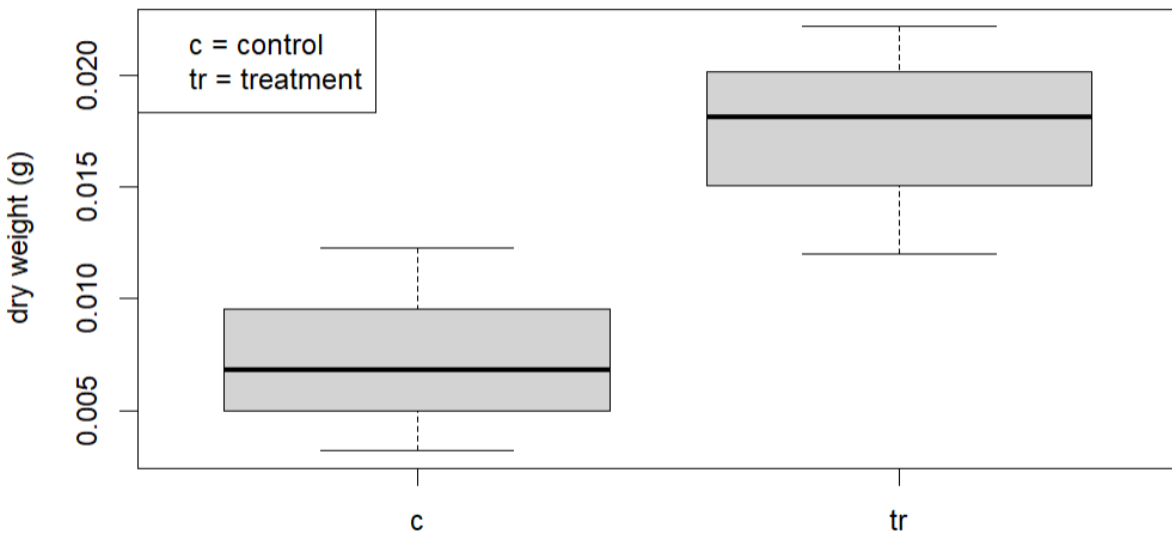 c = control
tr = treatment
dry weight (g)
0.020
0.015
0.010
0.005
c
tr